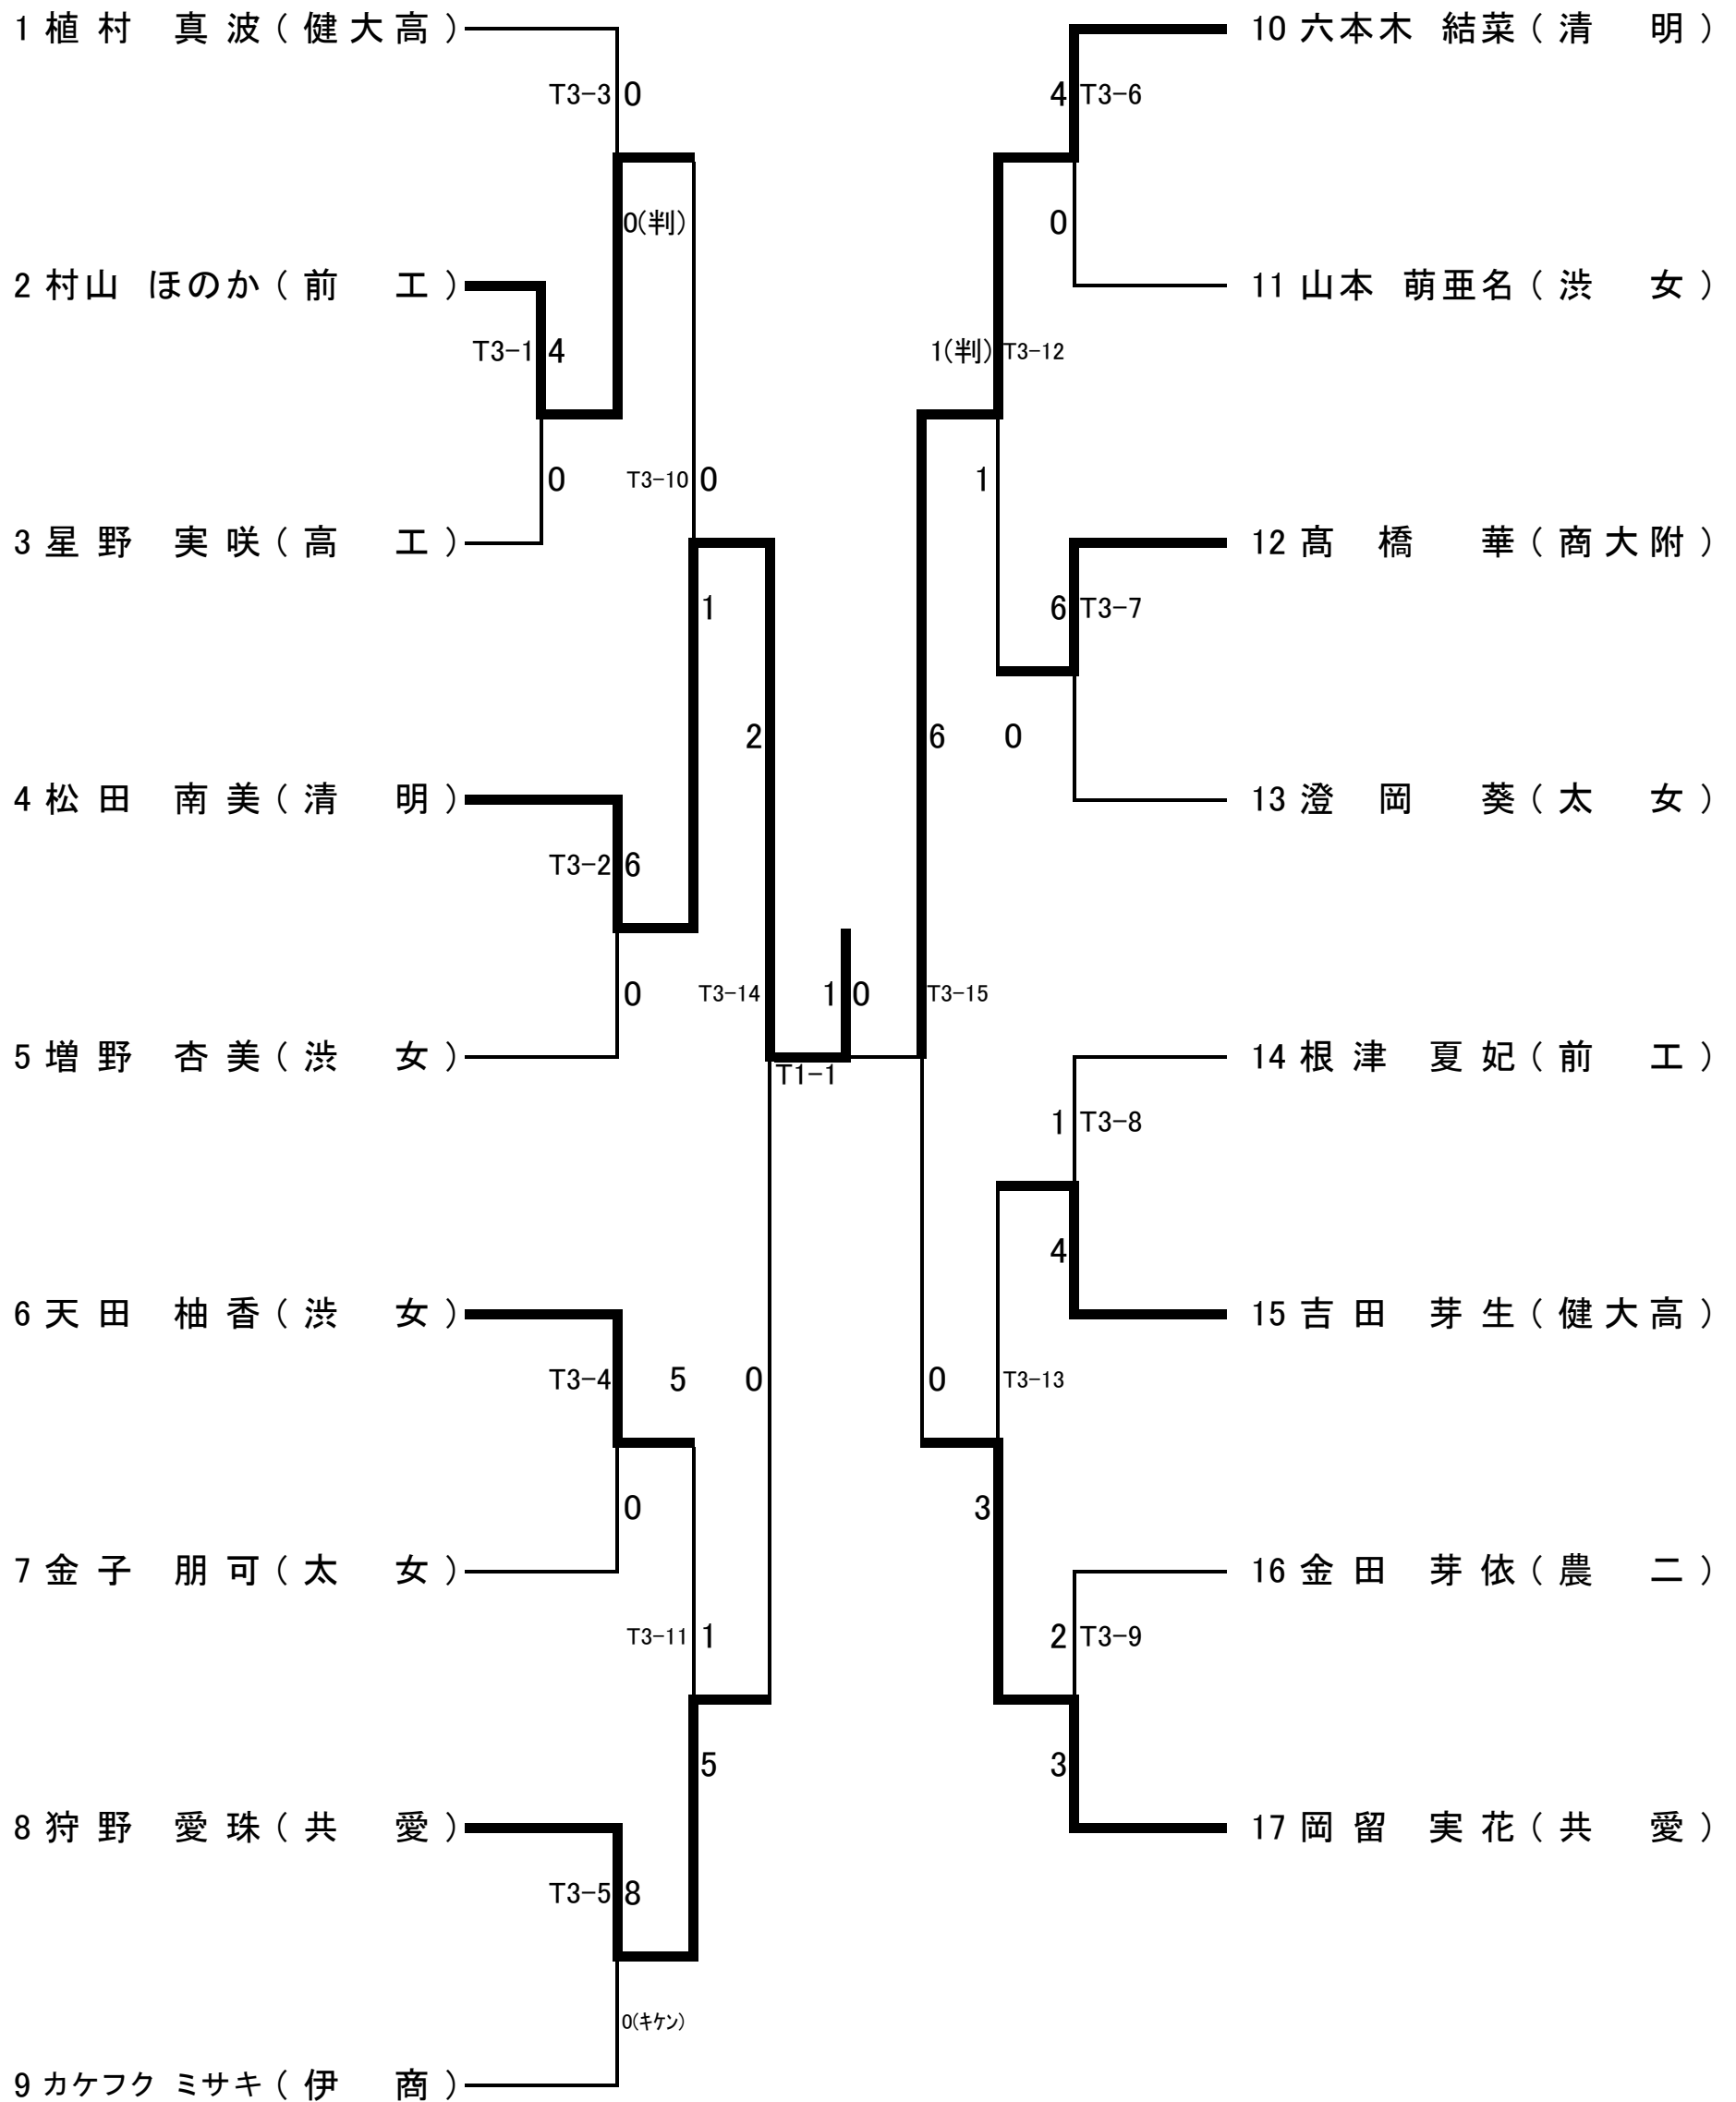 1 植村 真波(健大高)
T3-3 0
0(判)
2 村山 ほのか(前 工)
T3-1 4
0
T3-10 0
3 星野 実咲(高 工)
1
2
4 松田 南美(清 明)
T3-2 6
0
T3-14
1 0
5 増野 杏美(渋 女)
T1-1
6 天田 柚香(渋 女)
T3-4 5 0
0
7 金子 朋可(太 女)
T3-11 1
5
8 狩野 愛珠(共 愛)
T3-5 8
0(キケン)
9 カケフク ミサキ(伊 商)
10 六本木 結菜(清 明)
4 T3-6
0
11 山本 萌亜名(渋 女)
1(判) T3-12
1
12 髙橋 華(商大附)
6 T3-7
6 0
13 澄岡 葵(太 女)
T3-15
14 根津 夏妃(前 工)
1 T3-8
4
15 吉田 芽生(健大高)
0 T3-13
3
16 金田 芽依(農 二)
2 T3-9
3
17 岡留 実花(共 愛)